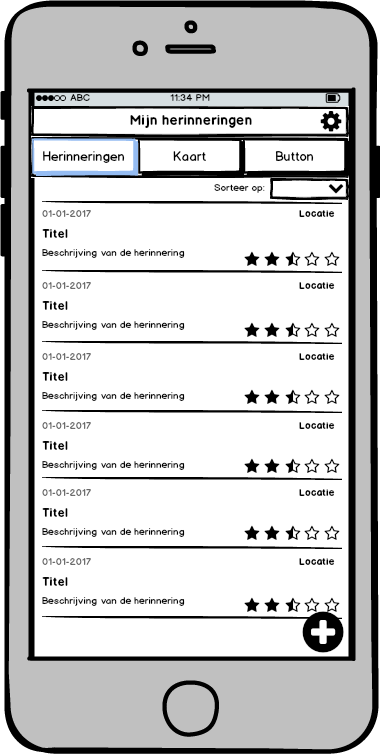 ABC 11:34 PM
Mijn herinneringen
Herinneringen Kaart Button
Sorteer op:
01-01-2017 Locatie
Titel
Beschrijving van de herinnering
01-01-2017 Locatie
Titel
Beschrijving van de herinnering
01-01-2017 Locatie
Titel
Beschrijving van de herinnering
01-01-2017 Locatie
Titel
Beschrijving van de herinnering
01-01-2017 Locatie
Titel
Beschrijving van de herinnering
01-01-2017 Locatie
Titel
Beschrijving van de herinnering